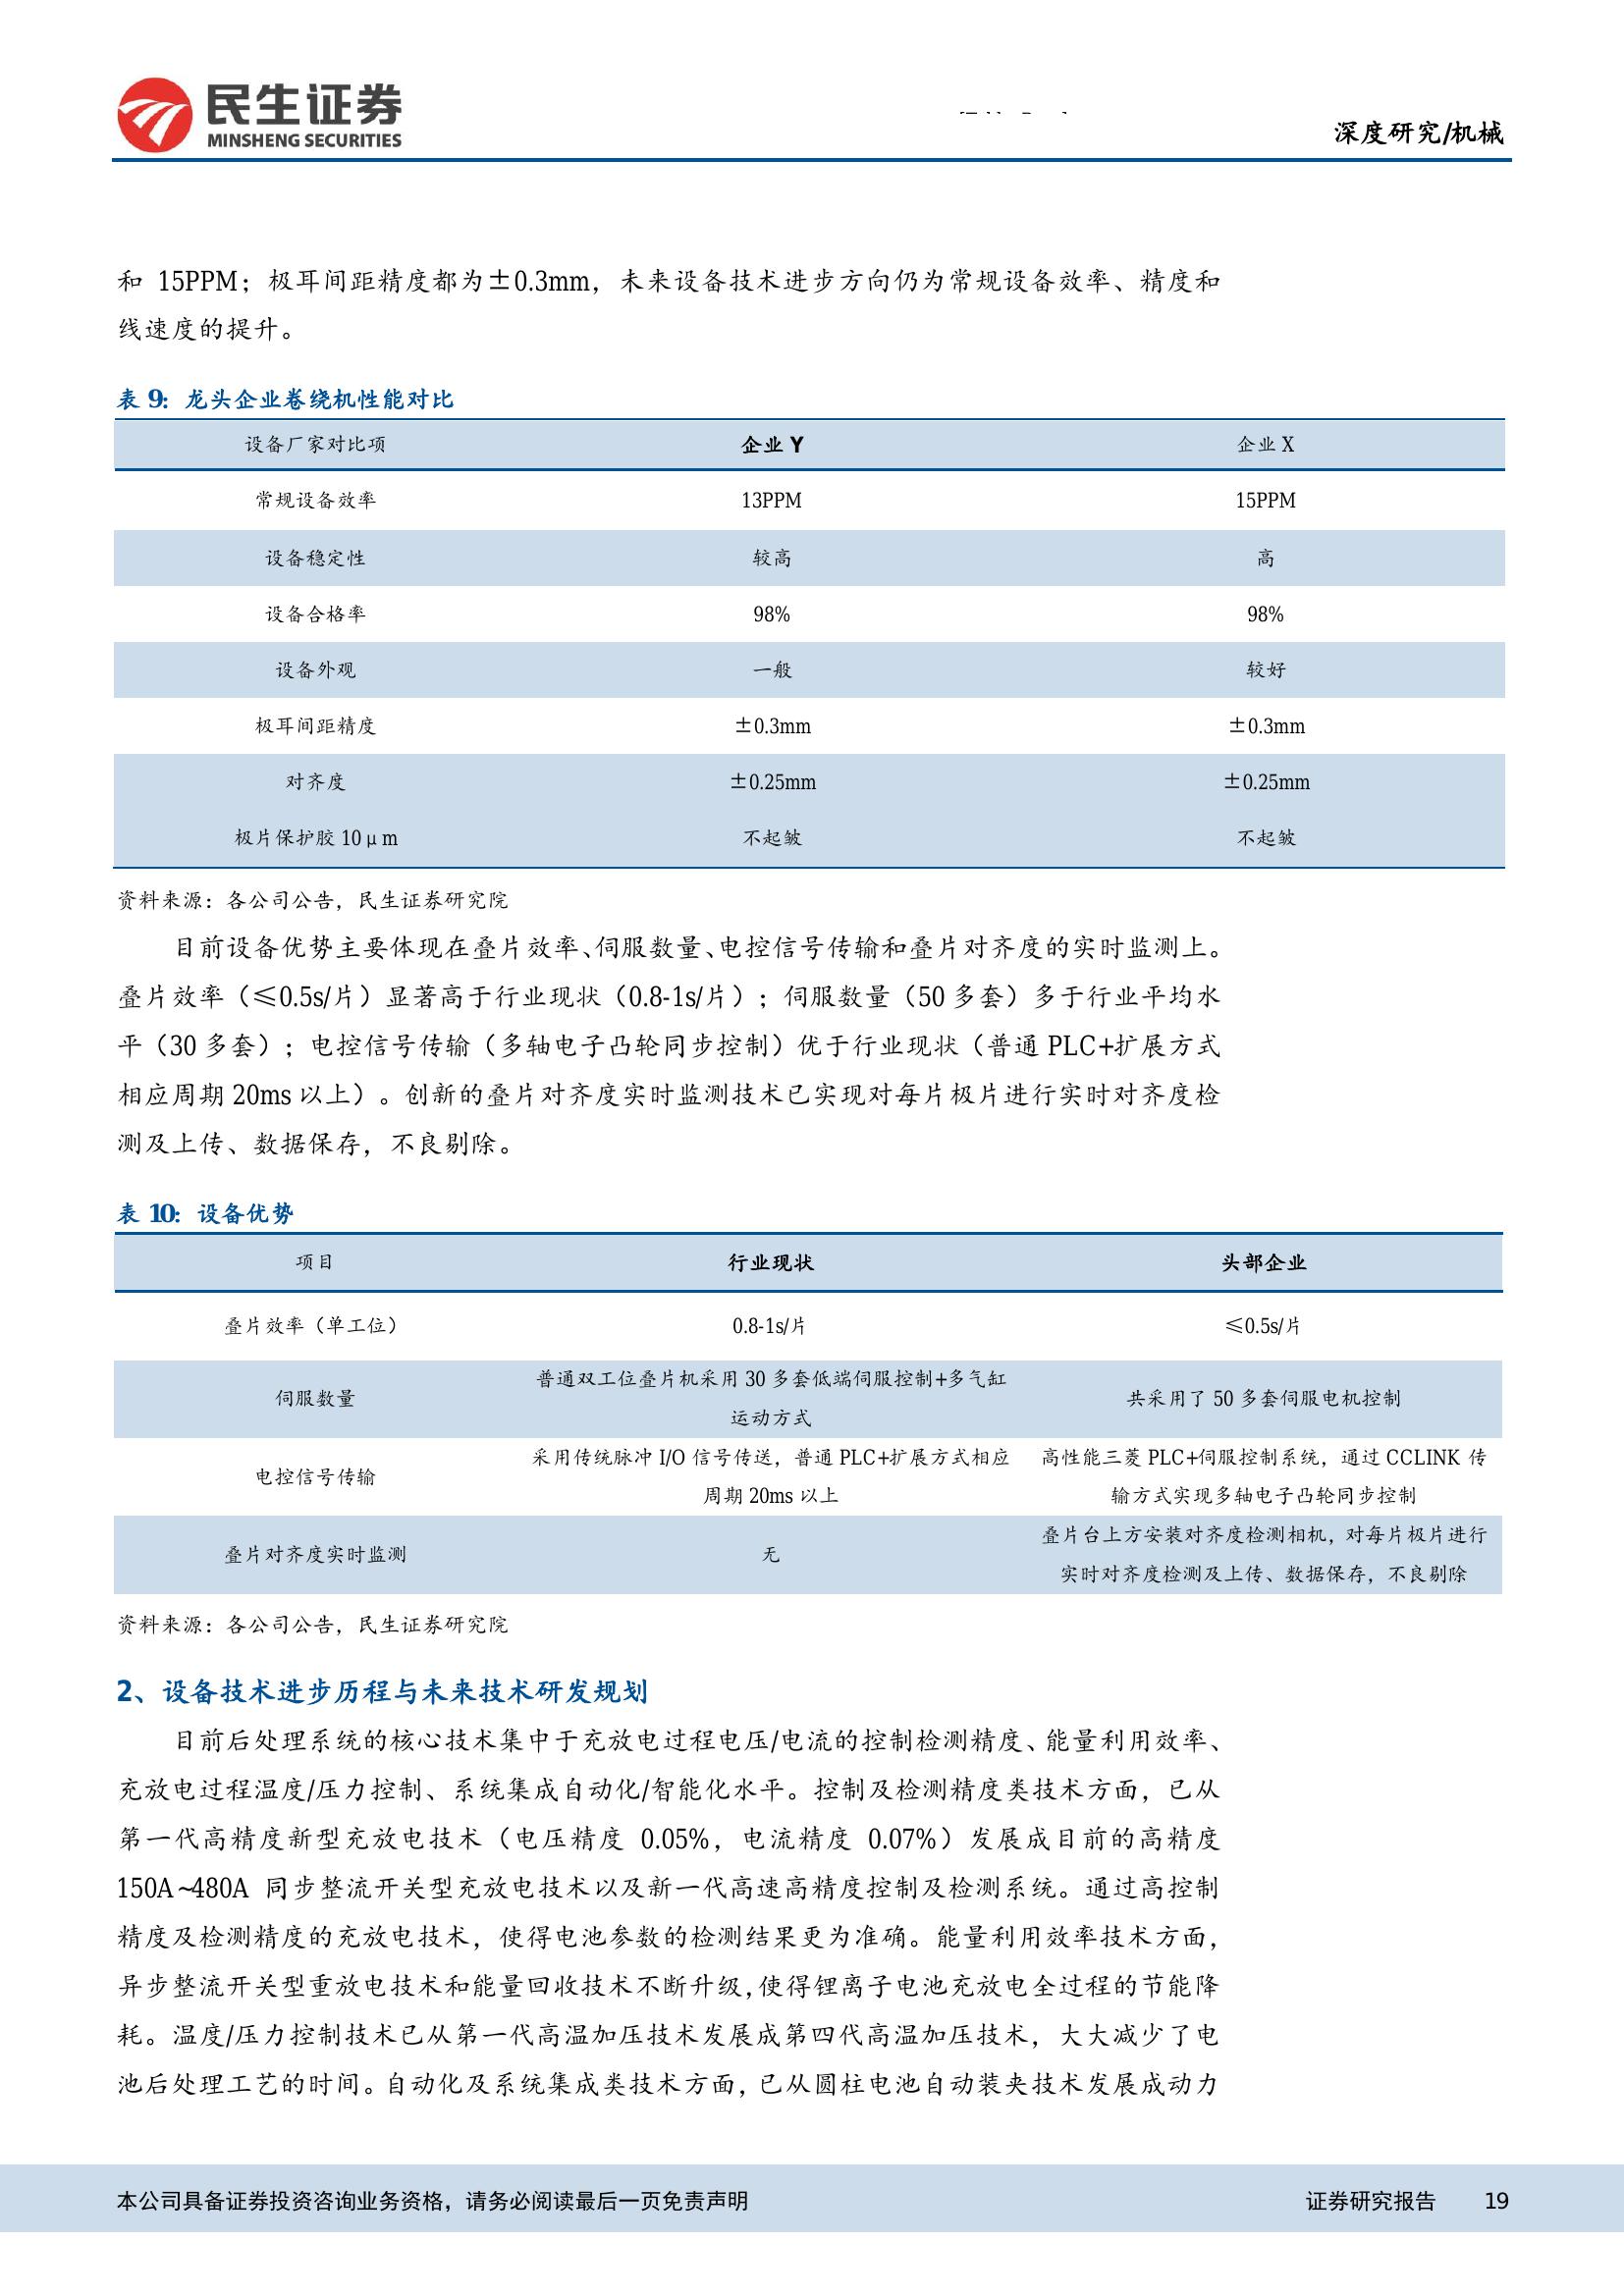 民生证券
MINSHENG SECURITIES
深度研究/机械
和 15PPM；极耳间距精度都为±0.3mm，未来设备技术进步方向仍为常规设备效率、精度和
线速度的提升。
表 9：龙头企业卷绕机性能对比
设备厂家对比项 企业 Y 企业 X
常规设备效率 13PPM 15PPM
设备稳定性 较高 高
设备合格率 98% 98%
设备外观 一般 较好
极耳间距精度 ±0.3mm ±0.3mm
对齐度 ±0.25mm ±0.25mm
极片保护胶 10μm 不起皱 不起皱
资料来源：各公司公告，民生证券研究院
目前设备优势主要体现在叠片效率、伺服数量、电控信号传输和叠片对齐度的实时监测上。
叠片效率（≤0.5s/片）显著高于行业现状（0.8-1s/片）；伺服数量（50 多套）多于行业平均水
平（30 多套）；电控信号传输（多轴电子凸轮同步控制）优于行业现状（普通 PLC+扩展方式
相应周期 20ms 以上）。创新的叠片对齐度实时监测技术已实现对每片极片进行实时对齐度检
测及上传、数据保存，不良剔除。
表 10：设备优势
项目 行业现状 头部企业
叠片效率（单工位） 0.8-1s/片 ≤0.5s/片
伺服数量 普通双工位叠片机采用 30 多套低端伺服控制+多气缸
运动方式 共采用了 50 多套伺服电机控制
电控信号传输 采用传统脉冲 I/O 信号传送，普通 PLC+扩展方式相应
周期 20ms 以上 高性能三菱 PLC+伺服控制系统，通过 CCLINK 传
输方式实现多轴电子凸轮同步控制
叠片对齐度实时监测 无 叠片台上方安装对齐度检测相机，对每片极片进行
实时对齐度检测及上传、数据保存，不良剔除
资料来源：各公司公告，民生证券研究院
2、设备技术进步历程与未来技术研发规划
目前后处理系统的核心技术集中于充放电过程电压/电流的控制检测精度、能量利用效率、
充放电过程温度/压力控制、系统集成自动化/智能化水平。控制及检测精度类技术方面，已从
第一代高精度新型充放电技术（电压精度 0.05%，电流精度 0.07%）发展成目前的高精度
150A~480A 同步整流开关型充放电技术以及新一代高速高精度控制及检测系统。通过高控制
精度及检测精度的充放电技术，使得电池参数的检测结果更为准确。能量利用效率技术方面，
异步整流开关型重放电技术和能量回收技术不断升级，使得锂离子电池充放电全过程的节能降
耗。温度/压力控制技术已从第一代高温加压技术发展成第四代高温加压技术，大大减少了电
池后处理工艺的时间。自动化及系统集成类技术方面，已从圆柱电池自动装夹技术发展成动力
本公司具备证券投资咨询业务资格，请务必阅读最后一页免责声明 证券研究报告 19